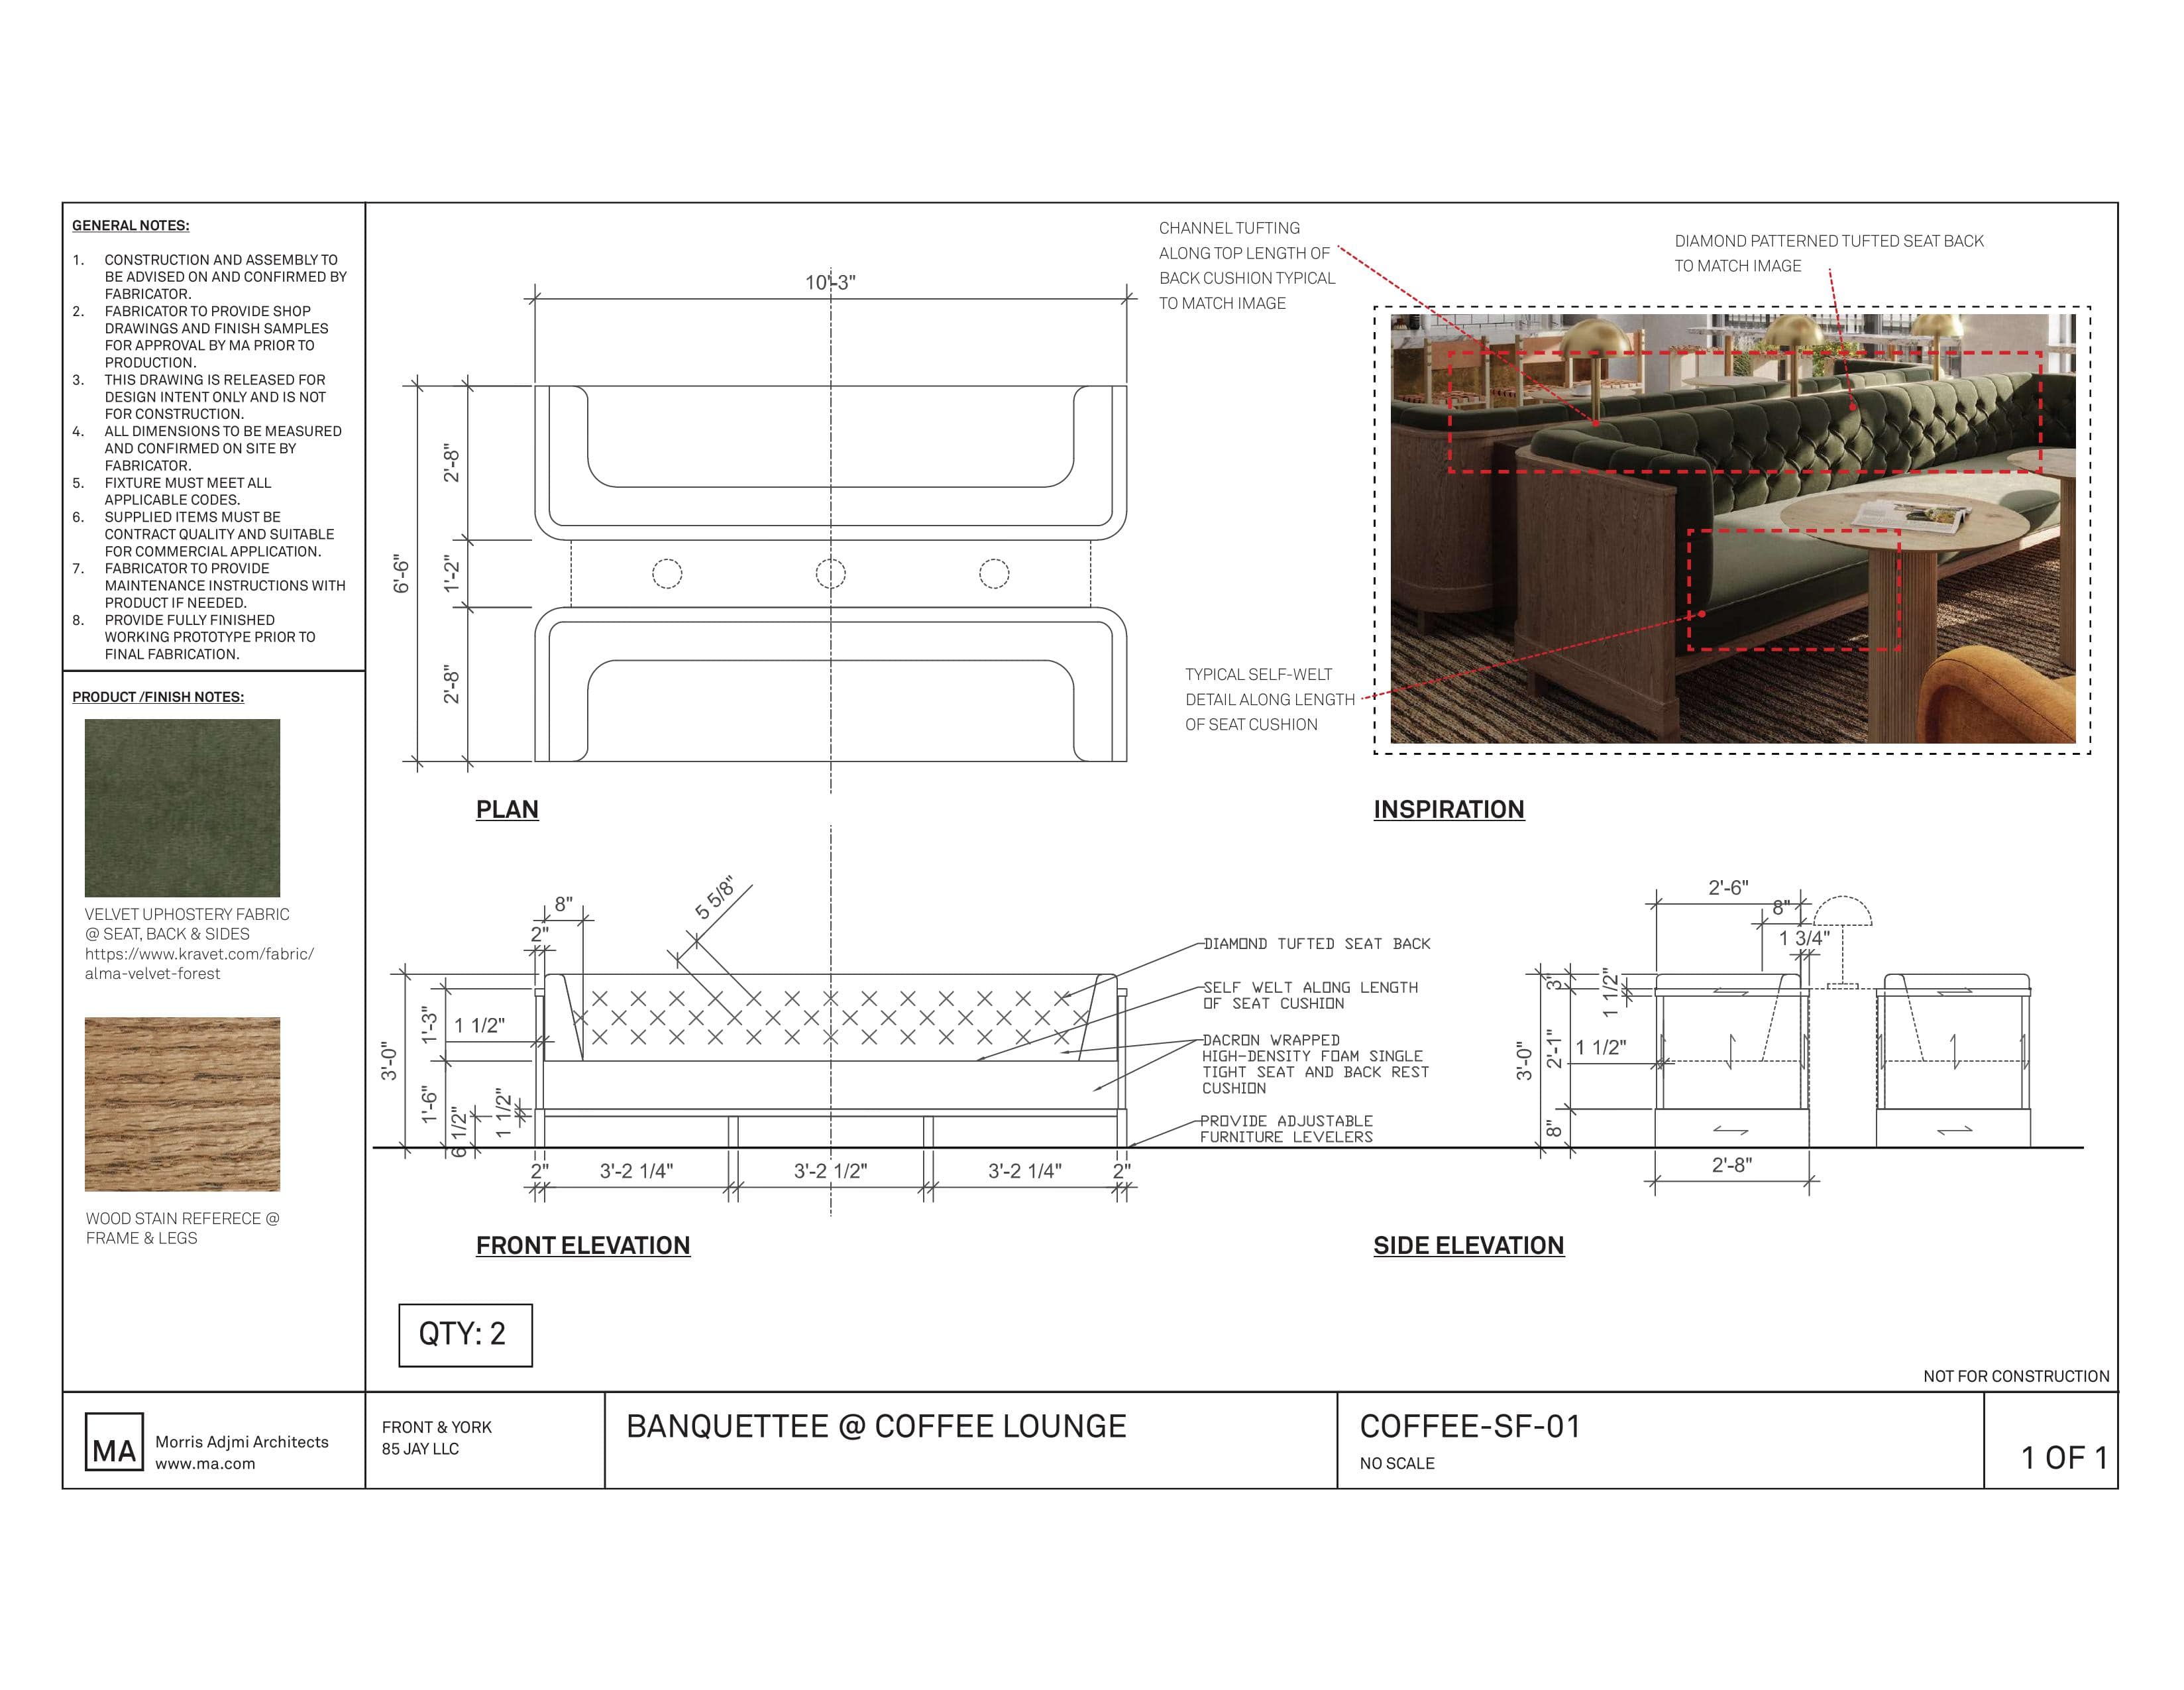 GENERAL NOTES:
1. CONSTRUCTION AND ASSEMBLY TO
BE ADVISED ON AND CONFIRMED BY
FABRICATOR.
2. FABRICATOR TO PROVIDE SHOP
DRAWINGS AND FINISH SAMPLES
FOR APPROVAL BY MA PRIOR TO
PRODUCTION.
3. THIS DRAWING IS RELEASED FOR
DESIGN INTENT ONLY AND IS NOT
FOR CONSTRUCTION.
4. ALL DIMENSIONS TO BE MEASURED
AND CONFIRMED ON SITE BY
FABRICATOR.
5. FIXTURE MUST MEET ALL
APPLICABLE CODES.
6. SUPPLIED ITEMS MUST BE
CONTRACT QUALITY AND SUITABLE
FOR COMMERCIAL APPLICATION.
7. FABRICATOR TO PROVIDE
MAINTENANCE INSTRUCTIONS WITH
PRODUCT IF NEEDED.
8. PROVIDE FULLY FINISHED
WORKING PROTOTYPE PRIOR TO
FINAL FABRICATION.
PRODUCT /FINISH NOTES:
VELVET UPHOSTERY FABRIC
@ SEAT, BACK & SIDES
https://www.kravet.com/fabric/
alma-velvet-forest
WOOD STAIN REFERECE @
FRAME & LEGS
10'-3"
2'-8"
1'-2"
6'-6"
2'-8"
PLAN
CHANNEL TUFTING
ALONG TOP LENGTH OF
BACK CUSHION TYPICAL
TO MATCH IMAGE
DIAMOND PATTERNED TUFTED SEAT BACK
TO MATCH IMAGE
TYPICAL SELF-WELT
DETAIL ALONG LENGTH
OF SEAT CUSHION
INSPIRATION
8"
2"
5 5/8"
3'-0"
1'-3"
1 1/2"
1'-6"
6 1/2"
1 1/2"
2"
3'-2 1/4"
3'-2 1/2"
3'-2 1/4"
2"
DIAMOND TUFTED SEAT BACK
SELF WELT ALONG LENGTH
OF SEAT CUSHION
DACRON WRAPPED
HIGH-DENSITY FOAM SINGLE
TIGHT SEAT AND BACK REST
CUSHION
PROVIDE ADJUSTABLE
FURNITURE LEVELERS
FRONT ELEVATION
2'-6"
8"
1 3/4"
3"
1 1/2"
3'-0"
2'-1"
1 1/2"
8"
2'-8"
SIDE ELEVATION
QTY: 2
NOT FOR CONSTRUCTION
MA
Morris Adjmi Architects
www.ma.com
FRONT & YORK
85 JAY LLC
BANQUETTEE @ COFFEE LOUNGE
COFFEE-SF-01
NO SCALE
1 OF 1